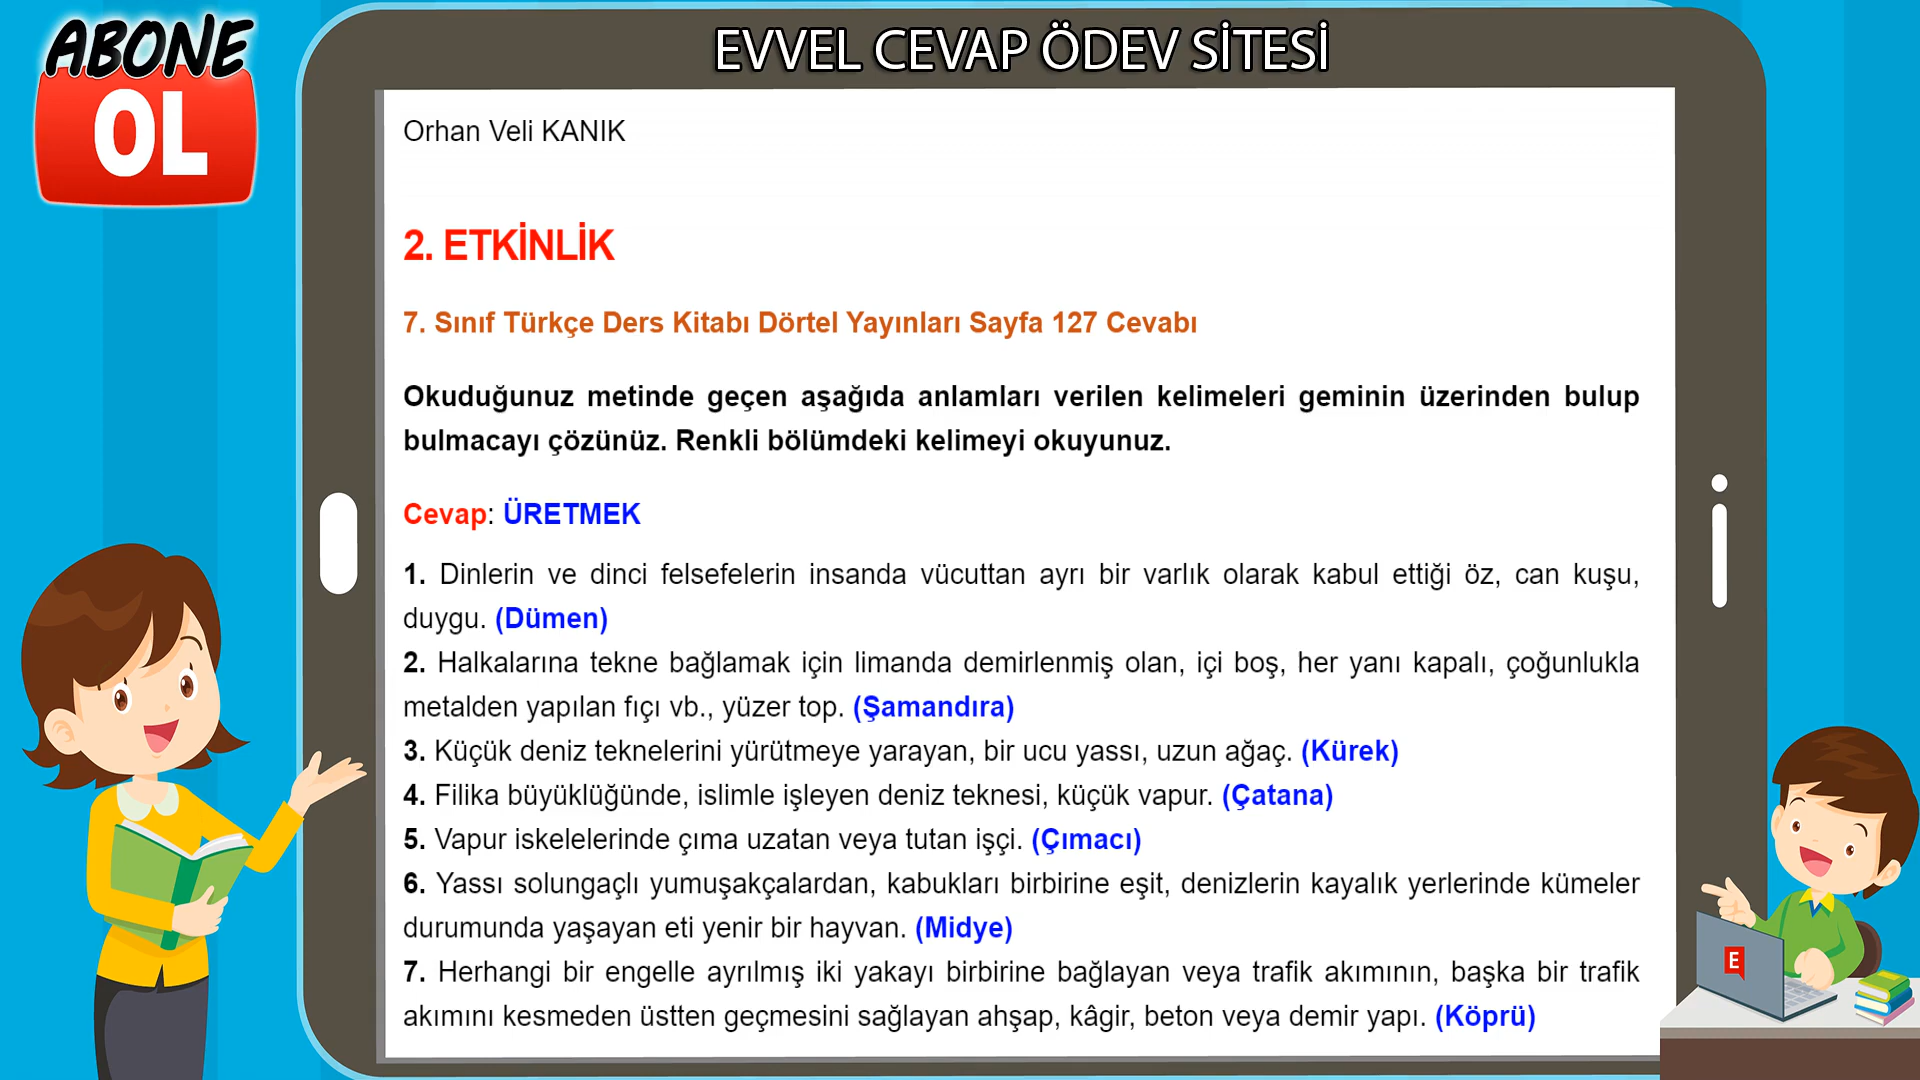 ABONE
OL
EVVEL CEVAP ÖDEV SİTESİ
Orhan Veli KANIK
2. ETKİNLİK
7. Sınıf Türkçe Ders Kitabı Dörtel Yayınları Sayfa 127 Cevabı
Okuduğunuz metinde geçen aşağıda anlamları verilen kelimeleri geminin üzerinden bulup
bulmacayı çözünüz. Renkli bölümdeki kelimeyi okuyunuz.
Cevap: ÜRETMEK
1. Dinlerin ve dinci felsefelerin insanda vücuttan ayrı bir varlık olarak kabul ettiği öz, can kuşu,
duygu. (Dümen)
2. Halkalarına tekne bağlamak için limanda demirlenmiş olan, içi boş, her yanı kapalı, çoğunlukla
metalden yapılan fıçı vb., yüzer top. (Şamandıra)
3. Küçük deniz teknelerini yürütmeye yarayan, bir ucu yassı, uzun ağaç. (Kürek)
4. Filika büyüklüğünde, islimle işleyen deniz teknesi, küçük vapur. (Çatana)
5. Vapur iskelelerinde çıma uzatan veya tutan işçi. (Çımacı)
6. Yassı solungaçlı yumuşakçalardan, kabukları birbirine eşit, denizlerin kayalık yerlerinde kümeler
durumunda yaşayan eti yenir bir hayvan. (Midye)
7. Herhangi bir engelle ayrılmış iki yakayı birbirine bağlayan veya trafik akımının, başka bir trafik
akımını kesmeden üstten geçmesini sağlayan ahşap, kâgir, beton veya demir yapı. (Köprü)
E